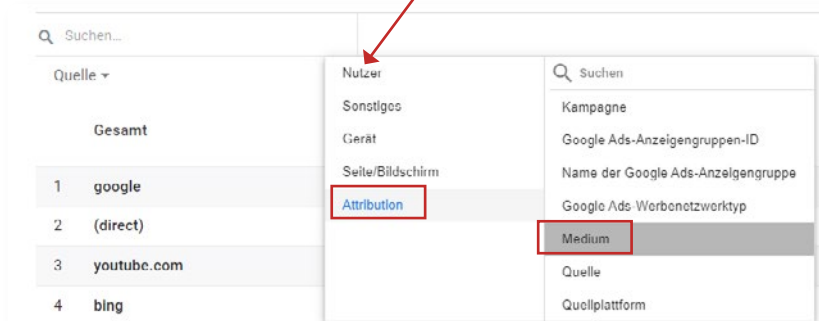 Suchen...
Quelle
Gesamt
1 google
2 (direct)
3 youtube.com
4 bing
Nutzer
Sonstiges
Gerät
Seite/Bildschirm
Attribution
Suchen
Kampagne
Google Ads-Anzeigengruppen-ID
Name der Google Ads-Anzeigengruppe
Google Ads-Werbenetzwerktyp
Medium
Quelle
Quellplattform